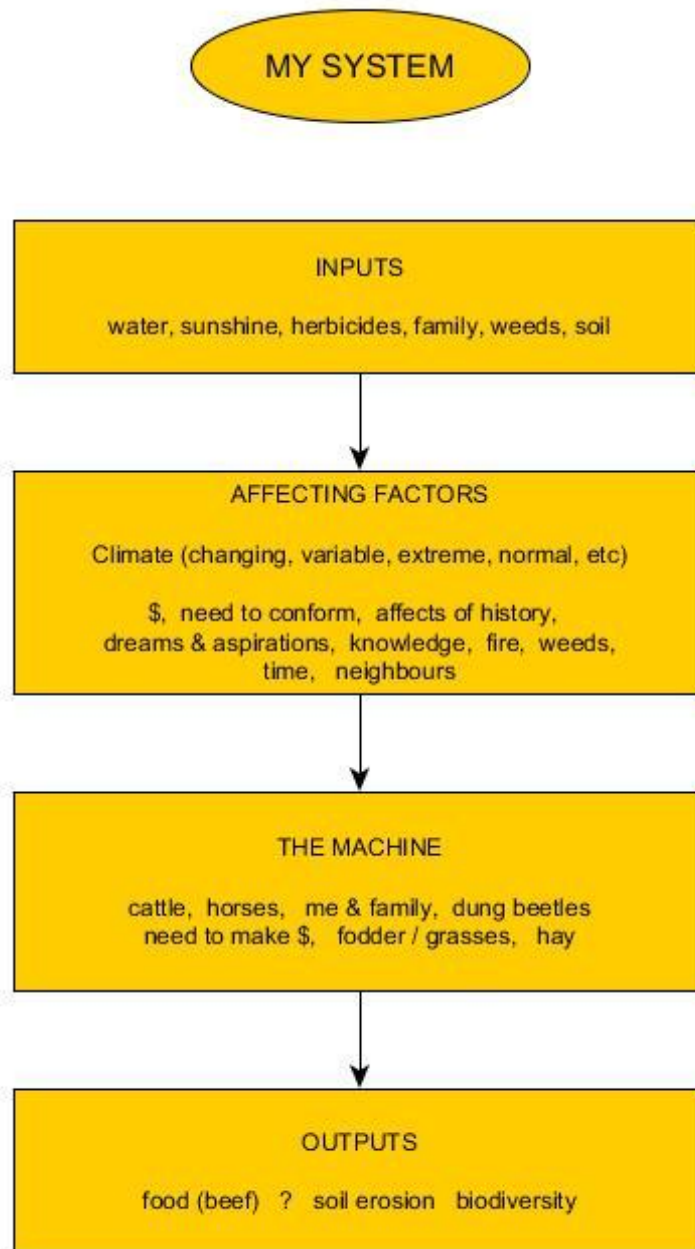 MY SYSTEM
INPUTS
water, sunshine, herbicides, family, weeds, soil
AFFECTING FACTORS
Climate (changing, variable, extreme, normal, etc)
$, need to conform, affects of history,
dreams & aspirations, knowledge, fire, weeds,
time, neighbours
THE MACHINE
cattle, horses, me & family, dung beetles
need to make $, fodder / grasses, hay
OUTPUTS
food (beef) ? soil erosion biodiversity